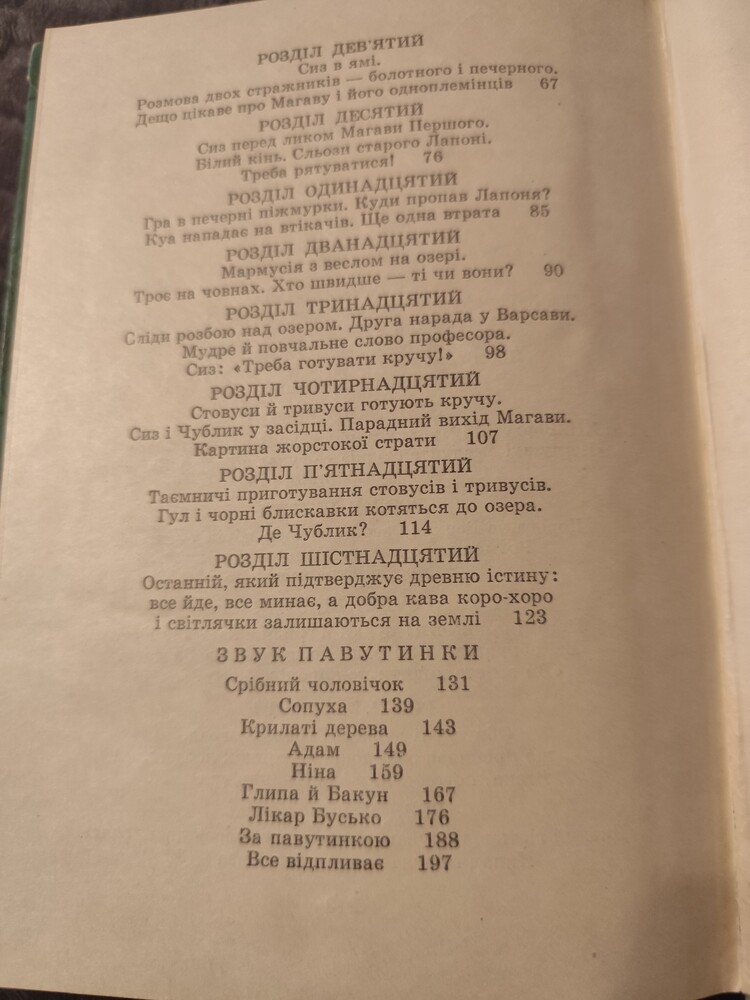 РОЗДІЛ ДЕВ'ЯТИЙ
Сиз в ямі.
Розмова двох стражників — болотного і печерного.
Дещо цікаве про Магаву і його одноплемінців 67
РОЗДІЛ ДЕСЯТИЙ
Сиз перед ликом Магави Першого.
Білий кінь. Сльози старого Лапоні.
Треба рятуватися! 76
РОЗДІЛ ОДИНАДЦЯТИЙ
Гра в печерні піжмурки. Куди пропав Лапоня?
Куа нападає на втікачів. Ще одна втрата 85
РОЗДІЛ ДВАНАДЦЯТИЙ
Мармусія з веслом на озері.
Троє на човнах. Хто швидше — ті чи вони? 90
РОЗДІЛ ТРИНАДЦЯТИЙ
Сліди розбою над озером. Друга нарада у Варсави.
Мудре й повчальне слово професора.
Сиз: «Треба готувати кручу!» 98
РОЗДІЛ ЧОТИРНАДЦЯТИЙ
Стовуси й тривуси готують кручу.
Сиз і Чублик у засідці. Парадний вихід Магави.
Картина жорстокої страти 107
РОЗДІЛ П'ЯТНАДЦЯТИЙ
Таємничі приготування стовусів і тривусів.
Гул і чорні блискавки котяться до озера.
Де Чублик? 114
РОЗДІЛ ШІСТНАДЦЯТИЙ
Останній, який підтверджує древню істину:
все йде, все минає, а добра кава коро-хоро
і світлячки залишаються на землі 123
ЗВУК ПАВУТИНКИ
Срібний чоловічок 131
Сопуха 139
Крилаті дерева 143
Адам 149
Ніна 159
Глипа й Бакун 167
Лікар Бусько 176
За павутинкою 188
Все відпливає 197